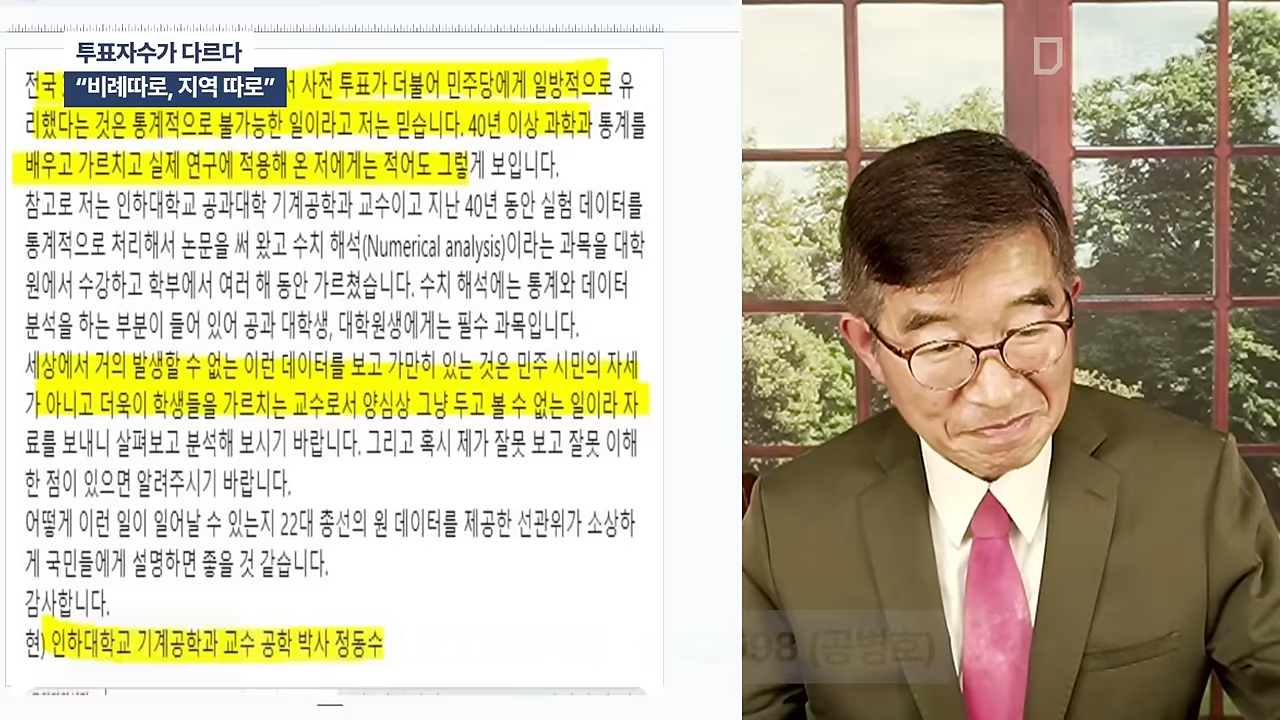 투표자수가 다르다
“비례따로, 지역 따로”
전국 서 사전 투표가 더불어 민주당에게 일방적으로 유
리했다는 것은 통계적으로 불가능한 일이라고 저는 믿습니다. 40년 이상 과학과 통계를
배우고 가르치고 실제 연구에 적용해 온 저에게는 적어도 그렇게 보입니다.
참고로 저는 인하대학교 공과대학 기계공학과 교수이고 지난 40년 동안 실험 데이터를
통계적으로 처리해서 논문을 써 왔고 수치 해석(Numerical analysis)이라는 과목을 대학
원에서 수강하고 학부에서 여러 해 동안 가르쳤습니다. 수치 해석에는 통계와 데이터
분석을 하는 부분이 들어 있어 공과 대학생, 대학원생에게는 필수 과목입니다.
세상에서 거의 발생할 수 없는 이런 데이터를 보고 가만히 있는 것은 민주 시민의 자세
가 아니고 더욱이 학생들을 가르치는 교수로서 양심상 그냥 두고 볼 수 없는 일이라 자
료를 보내니 살펴보고 분석해 보시기 바랍니다. 그리고 혹시 제가 잘못 보고 잘못 이해
한 점이 있으면 알려주시기 바랍니다.
어떻게 이런 일이 일어날 수 있는지 22대 총선의 원 데이터를 제공한 선관위가 소상하
게 국민들에게 설명하면 좋을 것 같습니다.
감사합니다.
현) 인하대학교 기계공학과 교수 공학 박사 정동수
698 (공병호)